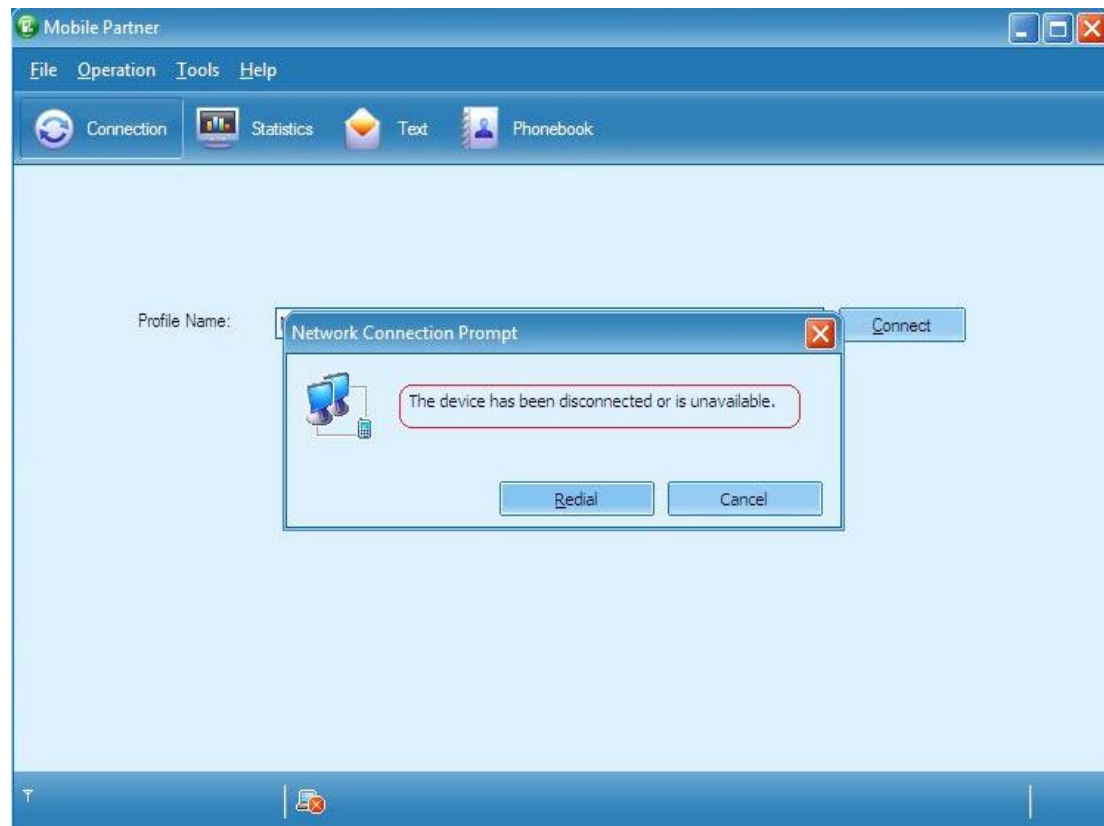 Mobile Partner
File Operation Tools Help
Connection Statistics Text Phonebook
Profile Name:
Connect
Network Connection Prompt
The device has been disconnected or is unavailable.
Redial Cancel